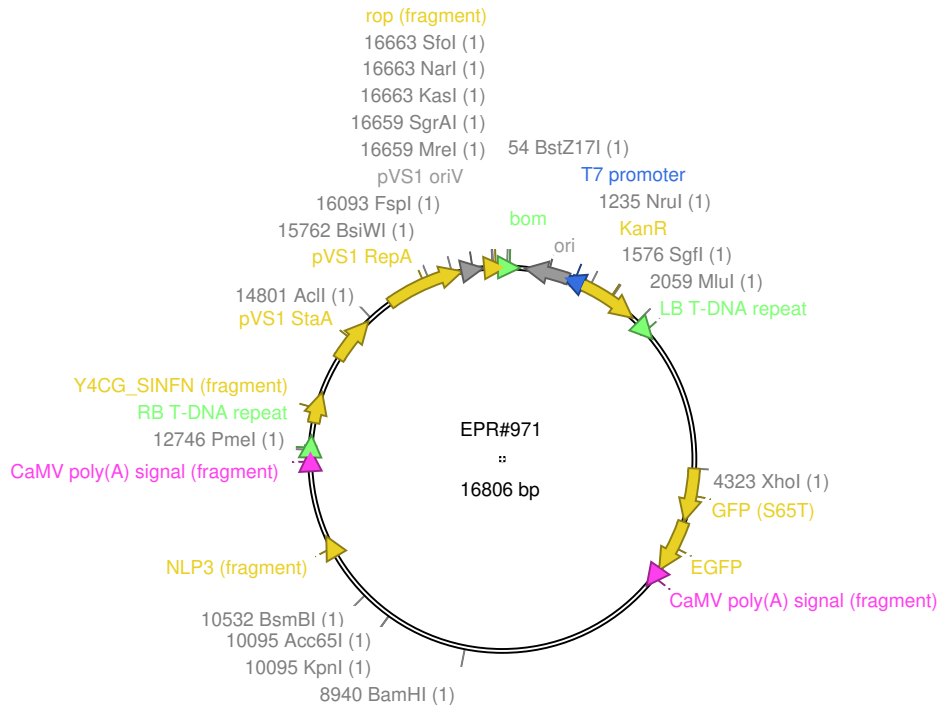 rop (fragment)
16663 SfoI (1)
16663 NarI (1)
16663 KasI (1)
16659 SgrAI (1)
16659 MreI (1)
pVS1 oriV
16093 FspI (1)
15762 BsiWI (1)
pVS1 RepA
14801 AclI (1)
pVS1 StaA
Y4CG_SINFN (fragment)
RB T-DNA repeat
12746 PmeI (1)
CaMV poly(A) signal (fragment)
NLP3 (fragment)
10532 BsmBI (1)
10095 Acc65I (1)
10095 KpnI (1)
8940 BamHI (1)
54 BstZ17I (1)
T7 promoter
1235 NruI (1)
bom
KanR
ori
1576 SgfI (1)
2059 MluI (1)
LB T-DNA repeat
4323 XhoI (1)
GFP (S65T)
EGFP
CaMV poly(A) signal (fragment)
EPR#971
16806 bp